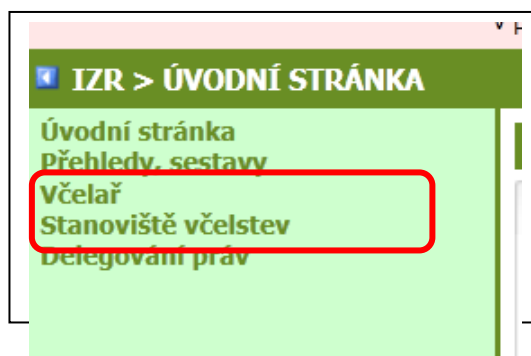 IZR > ÚVODNÍ STRÁNKA
Úvodní stránka
Přehledy, sestavy
Včelař
Stanoviště včelstev
Delegování práv